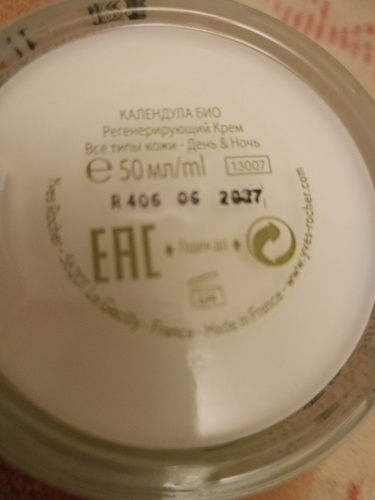 КАЛЕНДУЛА БИО
Регенерирующий Крем
Все типы кожи - День & Ночь
e 50 мл/ml 13007
R406 06 2027
EAC Годен до
Yves Rocher - La Gacilly - France - Made in France - www.yves-rocher.com